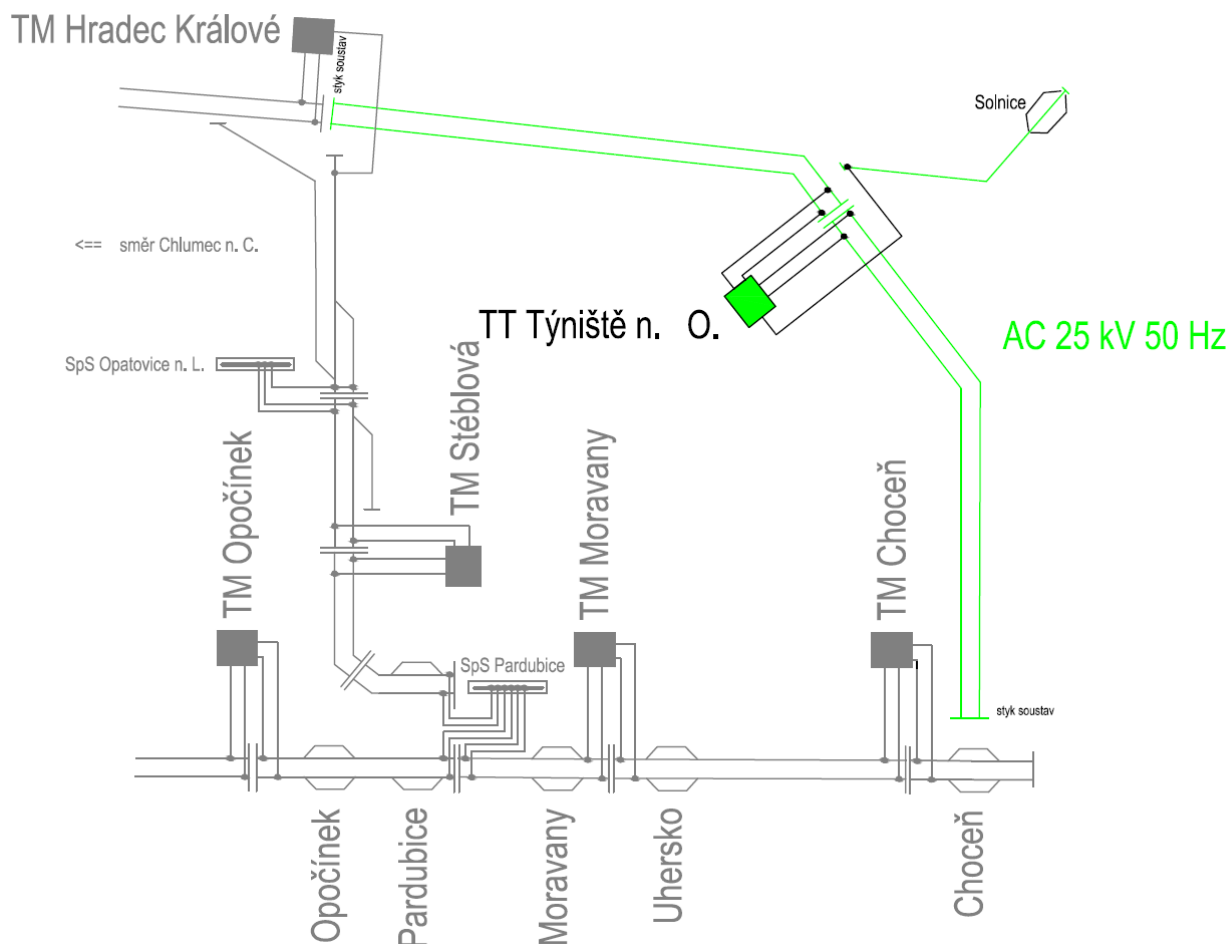 TM Hradec Králové
styk soustav
Solnice
<== směr Chlumec n. C.
TT Týniště n. O.
AC 25 kV 50 Hz
SpS Opatovice n. L.
TM Opočínek
TM Stéblová
TM Moravany
TM Choceň
SpS Pardubice
styk soustav
Opočínek
Pardubice
Moravany
Uhersko
Choceň